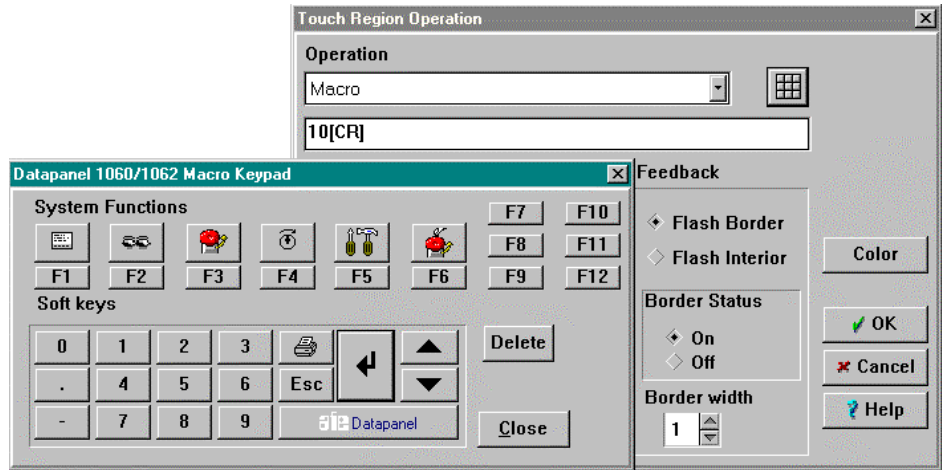 Touch Region Operation
Operation
Macro
10[CR]
Datapanel 1060/1062 Macro Keypad
System Functions
F7 F10
F8 F11
F1 F2 F3 F4 F5 F6 F9 F12
Soft keys
0 1 2 3
. 4 5 6 Esc
- 7 8 9 Datapanel
Delete
Close
Feedback
Flash Border
Flash Interior
Border Status
On
Off
Border width
1
Color
OK
Cancel
? Help